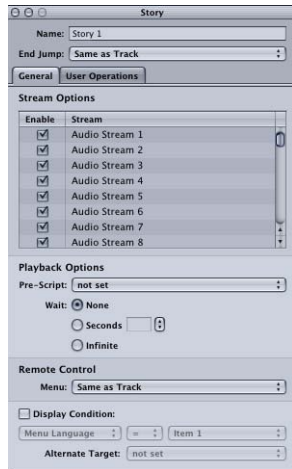 Story
Name: Story 1
End Jump: Same as Track
General User Operations
Stream Options
Enable Stream
Audio Stream 1
Audio Stream 2
Audio Stream 3
Audio Stream 4
Audio Stream 5
Audio Stream 6
Audio Stream 7
Audio Stream 8
Playback Options
Pre-Script: not set
Wait: None
Seconds
Infinite
Remote Control
Menu: Same as Track
Display Condition:
Menu Language = Item 1
Alternate Target: not set